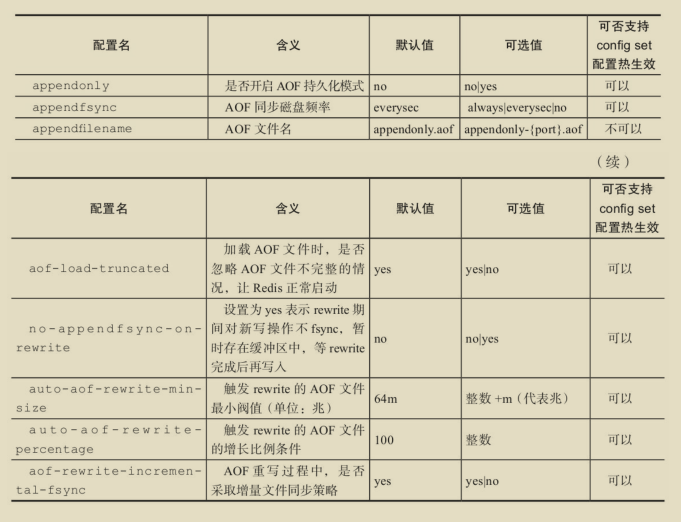 可否支持
配置名 含义 默认值 可选值 config set
配置热生效
appendonly 是否开启 AOF 持久化模式 no no|yes 可以
appendfsync AOF 同步磁盘频率 everysec always|everysec|no 可以
appendfilename AOF 文件名 appendonly.aof appendonly-{port}.aof 不可以
（续）
可否支持
配置名 含义 默认值 可选值 config set
配置热生效
加载 AOF 文件时，是否
aof-load-truncated 忽略 AOF 文件不完整的情 yes yes|no 可以
况，让 Redis 正常启动
设置为 yes 表示 rewrite 期
no-appendfsync-on- 间对新写操作不 fsync，暂 no no|yes 可以
rewrite 时存在缓冲区中，等 rewrite
完成后再写入
auto-aof-rewrite-min- 触发 rewrite 的 AOF 文件 64m 整数 +m（代表兆） 可以
size 最小阀值（单位：兆）
auto-aof-rewrite- 触发 rewrite 的 AOF 文件 100 整数 可以
percentage 的增长比例条件
aof-rewrite-incremen- AOF 重写过程中，是否 yes yes|no 可以
tal-fsync 采取增量文件同步策略